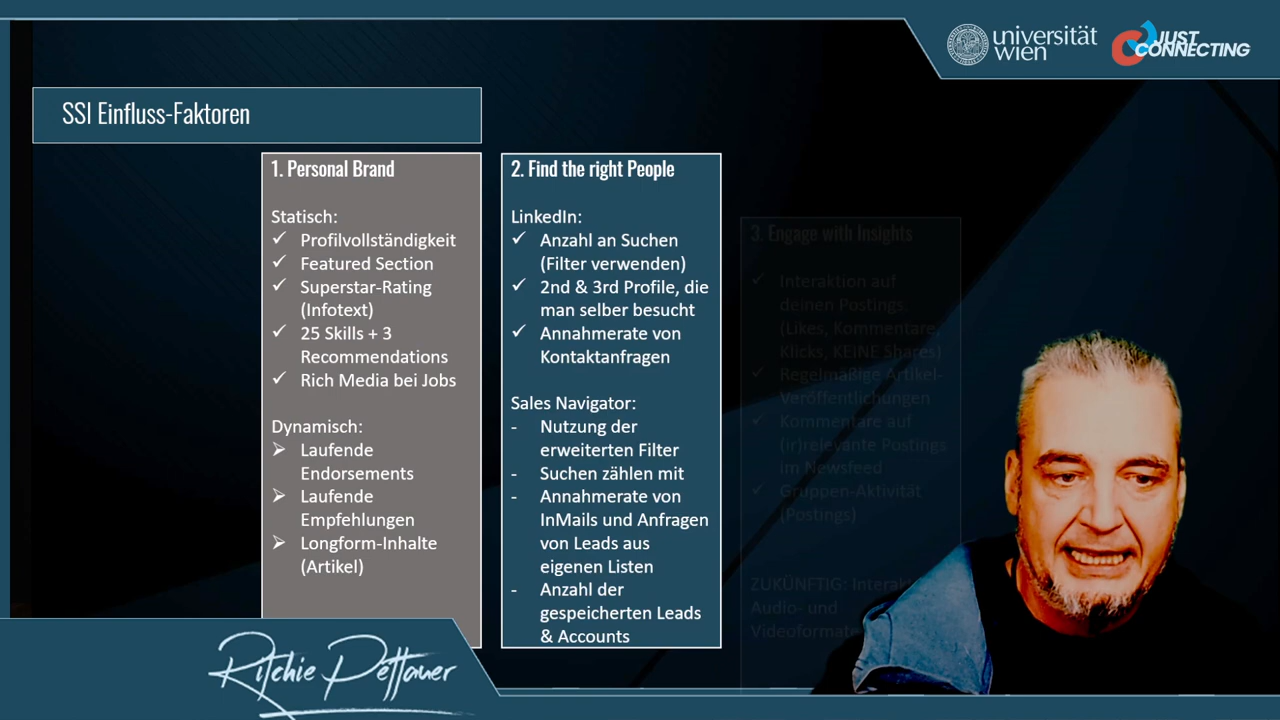 universität
wien
JUST
CONNECTING
SSI Einfluss-Faktoren
1. Personal Brand
Statisch:
✓ Profilvollständigkeit
✓ Featured Section
✓ Superstar-Rating
(Infotext)
✓ 25 Skills + 3
Recommendations
✓ Rich Media bei Jobs
Dynamisch:
➢ Laufende
Endorsements
➢ Laufende
Empfehlungen
➢ Longform-Inhalte
(Artikel)
2. Find the right People
LinkedIn:
✓ Anzahl an Suchen
(Filter verwenden)
✓ 2nd & 3rd Profile, die
man selber besucht
✓ Annahmerate von
Kontaktanfragen
Sales Navigator:
- Nutzung der
erweiterten Filter
- Suchen zählen mit
- Annahmerate von
InMails und Anfragen
von Leads aus
eigenen Listen
- Anzahl der
gespeicherten Leads
& Accounts
3. Engage with Insights
✓ Interaktion auf
deinen Postings
(Likes, Kommentare,
Klicks, KEINE Shares)
✓ Regelmäßige Artikel-
Veröffentlichungen
✓ Kommentare auf
(ir)relevante Postings
im Newsfeed
✓ Gruppen-Aktivität
(Postings)
ZUKÜNFTIG:
Audio- und
Ritchie Pettauer